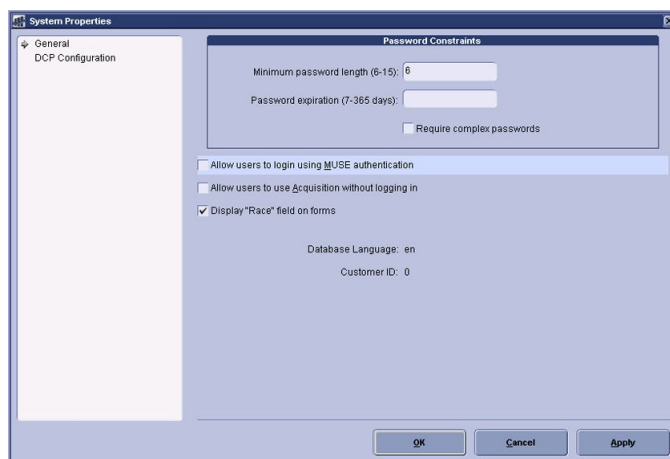 System Properties
General
DCP Configuration
Password Constraints
Minimum password length (6-15): 6
Password expiration (7-365 days):
Require complex passwords
Allow users to login using MUSE authentication
Allow users to use Acquisition without logging in
Display "Race" field on forms
Database Language: en
Customer ID: 0
OK Cancel Apply